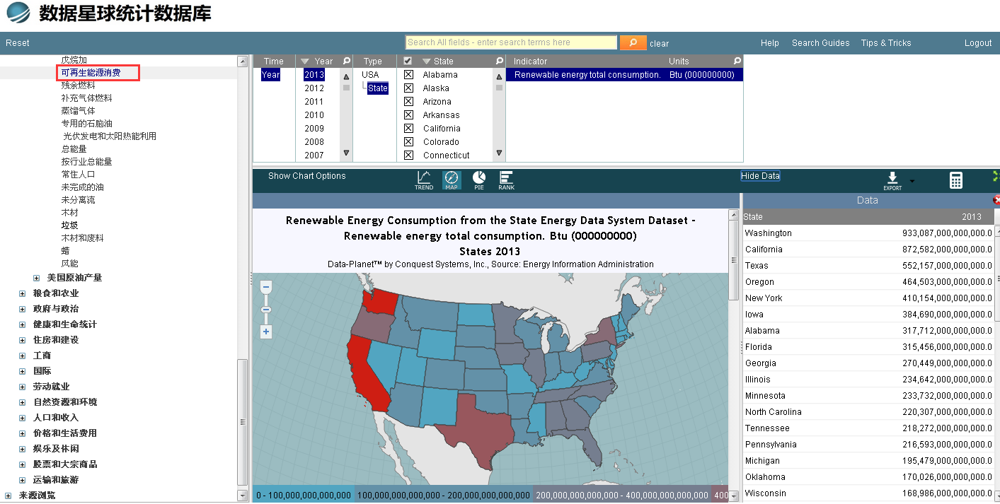 数据星球统计数据库
Reset
Search All fields - enter search terms here
clear
Help
Search Guides
Tips & Tricks
Logout
戊烷加
可再生能源消费
残余燃料
补充气体燃料
蒸馏气体
专用的石脑油
光伏发电和太阳热能利用
总能量
按行业总能量
常住人口
未完成的油
未分离流
木材
垃圾
木材和废料
蜡
风能
美国原油产量
粮食和农业
政府与政治
健康和生命统计
住房和建设
工商
国际
劳动就业
自然资源和环境
人口和收入
价格和生活费用
娱乐及休闲
股票和大宗商品
运输和旅游
来源浏览
Time
Year
Year
2013
2012
2011
2010
2009
2008
2007
Type
USA
State
State
Alabama
Alaska
Arizona
Arkansas
California
Colorado
Connecticut
Indicator Units
Renewable energy total consumption. Btu (000000000)
Show Chart Options
TREND
MAP
PIE
RANK
Hide Data
EXPORT
Renewable Energy Consumption from the State Energy Data System Dataset -
Renewable energy total consumption. Btu (000000000)
States 2013
Data-Planet™ by Conquest Systems, Inc., Source: Energy Information Administration
0 - 100,000,000,000,000
100,000,000,000,000 - 200,000,000,000,000
200,000,000,000,000 - 400,000,000,000,000
400
Data
State 2013
Washington 933,087,000,000,000.0
California 872,582,000,000,000.0
Texas 552,157,000,000,000.0
Oregon 464,503,000,000,000.0
New York 410,154,000,000,000.0
Iowa 384,690,000,000,000.0
Alabama 317,712,000,000,000.0
Florida 315,456,000,000,000.0
Georgia 270,449,000,000,000.0
Illinois 234,642,000,000,000.0
Minnesota 233,732,000,000,000.0
North Carolina 220,307,000,000,000.0
Tennessee 218,272,000,000,000.0
Pennsylvania 216,593,000,000,000.0
Michigan 195,479,000,000,000.0
Oklahoma 170,026,000,000,000.0
Wisconsin 168,986,000,000,000.0